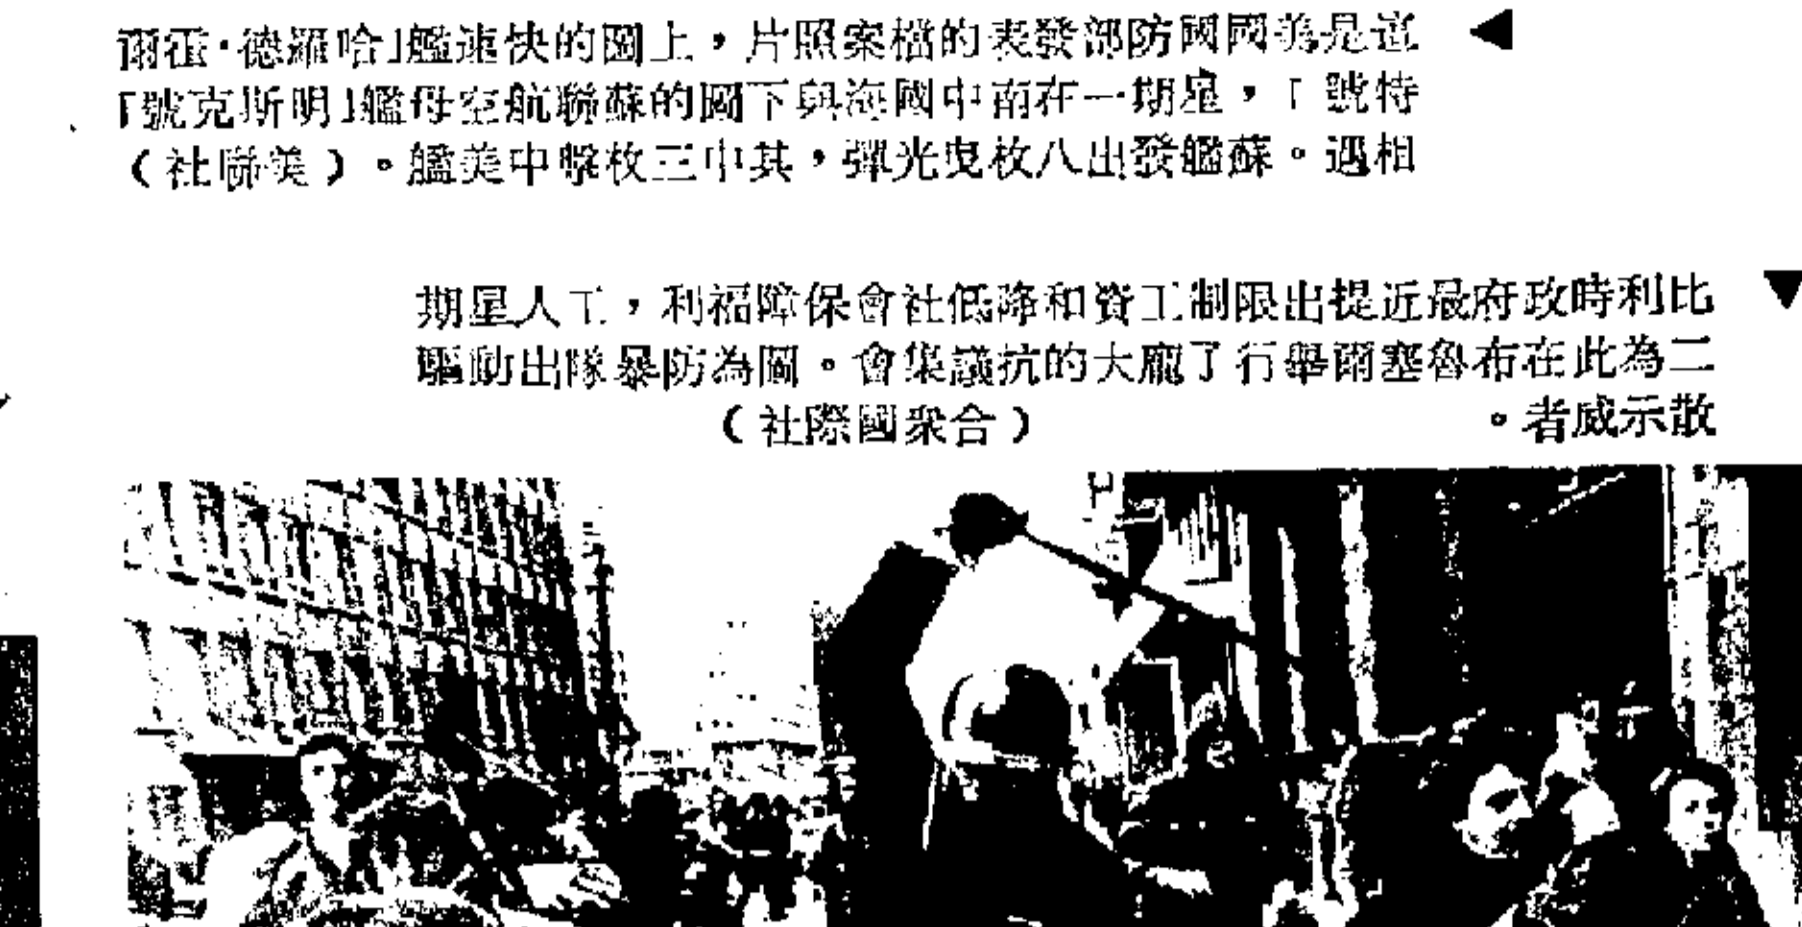 這是美國國防部發表的檔案照片，上圖的快速艦「哈羅德·霍爾
特號」，星期一在南中國海與下圖的蘇聯航空母艦「明斯克號」
相遇。蘇艦發出八枚曳光彈，其中三枚擊中美艦。（美聯社）
比利時政府最近提出限制工資和降低社會保障福利，工人星期
二為此在布魯塞爾舉行了龐大的抗議集會。圖為防暴隊出動驅
散示威者。（合眾國際社）